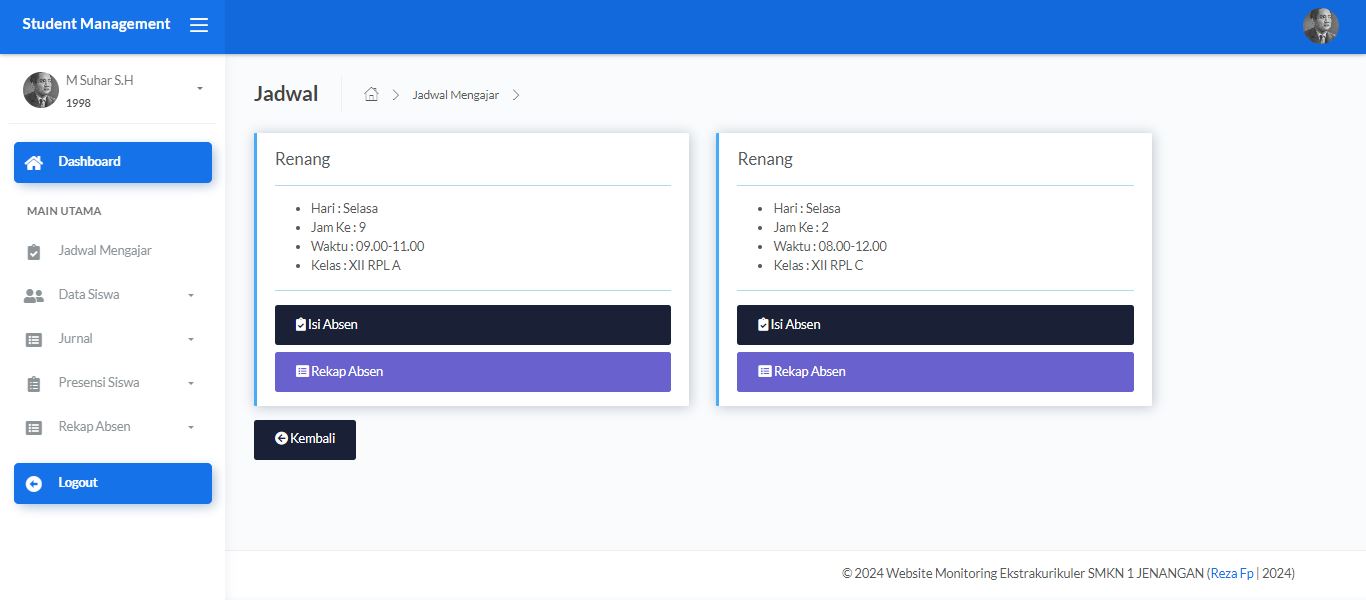 Student Management
M Suhar S.H
1998
Dashboard
MAIN UTAMA
Jadwal Mengajar
Data Siswa
Jurnal
Presensi Siswa
Rekap Absen
Logout
Jadwal
Jadwal Mengajar
Renang
Hari : Selasa
Jam Ke : 9
Waktu : 09.00-11.00
Kelas : XII RPL A
Isi Absen
Rekap Absen
Renang
Hari : Selasa
Jam Ke : 2
Waktu : 08.00-12.00
Kelas : XII RPL C
Isi Absen
Rekap Absen
Kembali
© 2024 Website Monitoring Ekstrakurikuler SMKN 1 JENANGAN (Reza Fp | 2024)